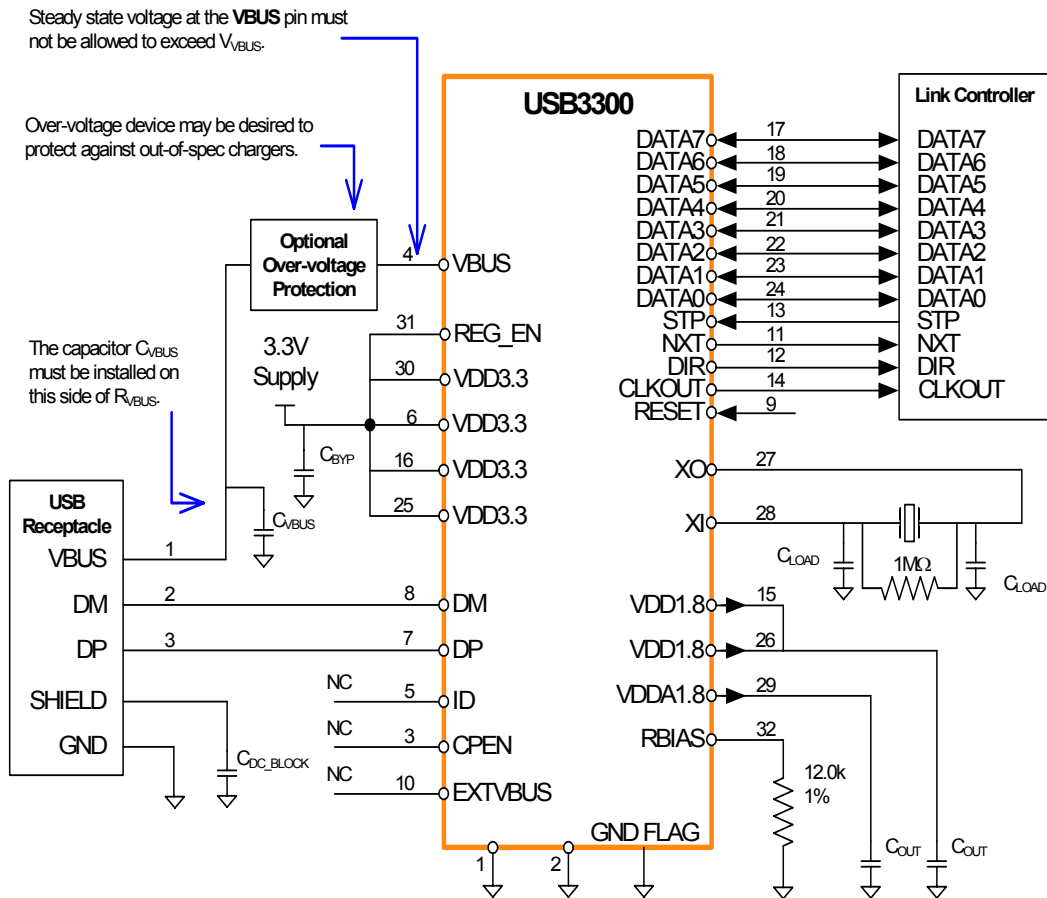 Steady state voltage at the VBUS pin must
not be allowed to exceed VVBUS.
Over-voltage device may be desired to
protect against out-of-spec chargers.
Optional
Over-voltage
Protection
The capacitor CVBUS
must be installed on
this side of RVBUS.
3.3V
Supply
CBYP
CVBUS
USB
Receptacle
VBUS
1
DM
2
DP
3
SHIELD
GND
CDC_BLOCK
USB3300
4
VBUS
31
REG_EN
30
VDD3.3
6
VDD3.3
16
VDD3.3
25
VDD3.3
8
DM
7
DP
NC
5
ID
NC
3
CPEN
NC
10
EXTVBUS
1
2
GND FLAG
DATA7
17
DATA6
18
DATA5
19
DATA4
20
DATA3
21
DATA2
22
DATA1
23
DATA0
24
STP
13
NXT
11
DIR
12
CLKOUT
14
RESET
9
XO
27
XI
28
VDD1.8
15
VDD1.8
26
VDDA1.8
29
RBIAS
32
Link Controller
DATA7
DATA6
DATA5
DATA4
DATA3
DATA2
DATA1
DATA0
STP
NXT
DIR
CLKOUT
CLOAD
1MΩ
CLOAD
12.0k
1%
COUT
COUT